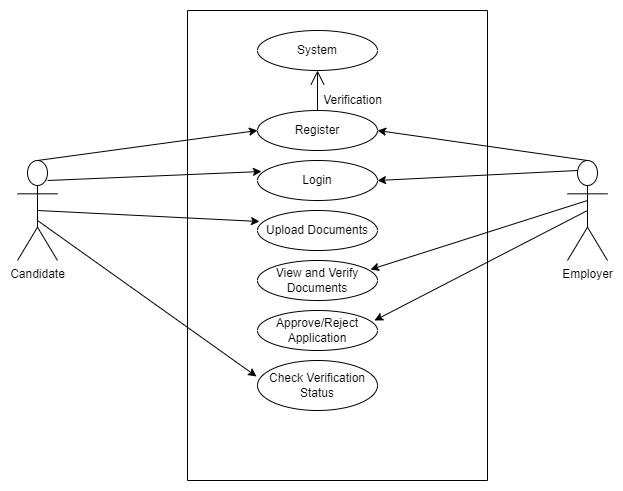 System
Verification
Register
Login
Upload Documents
View and Verify
Documents
Candidate
Employer
Approve/Reject
Application
Check Verification
Status